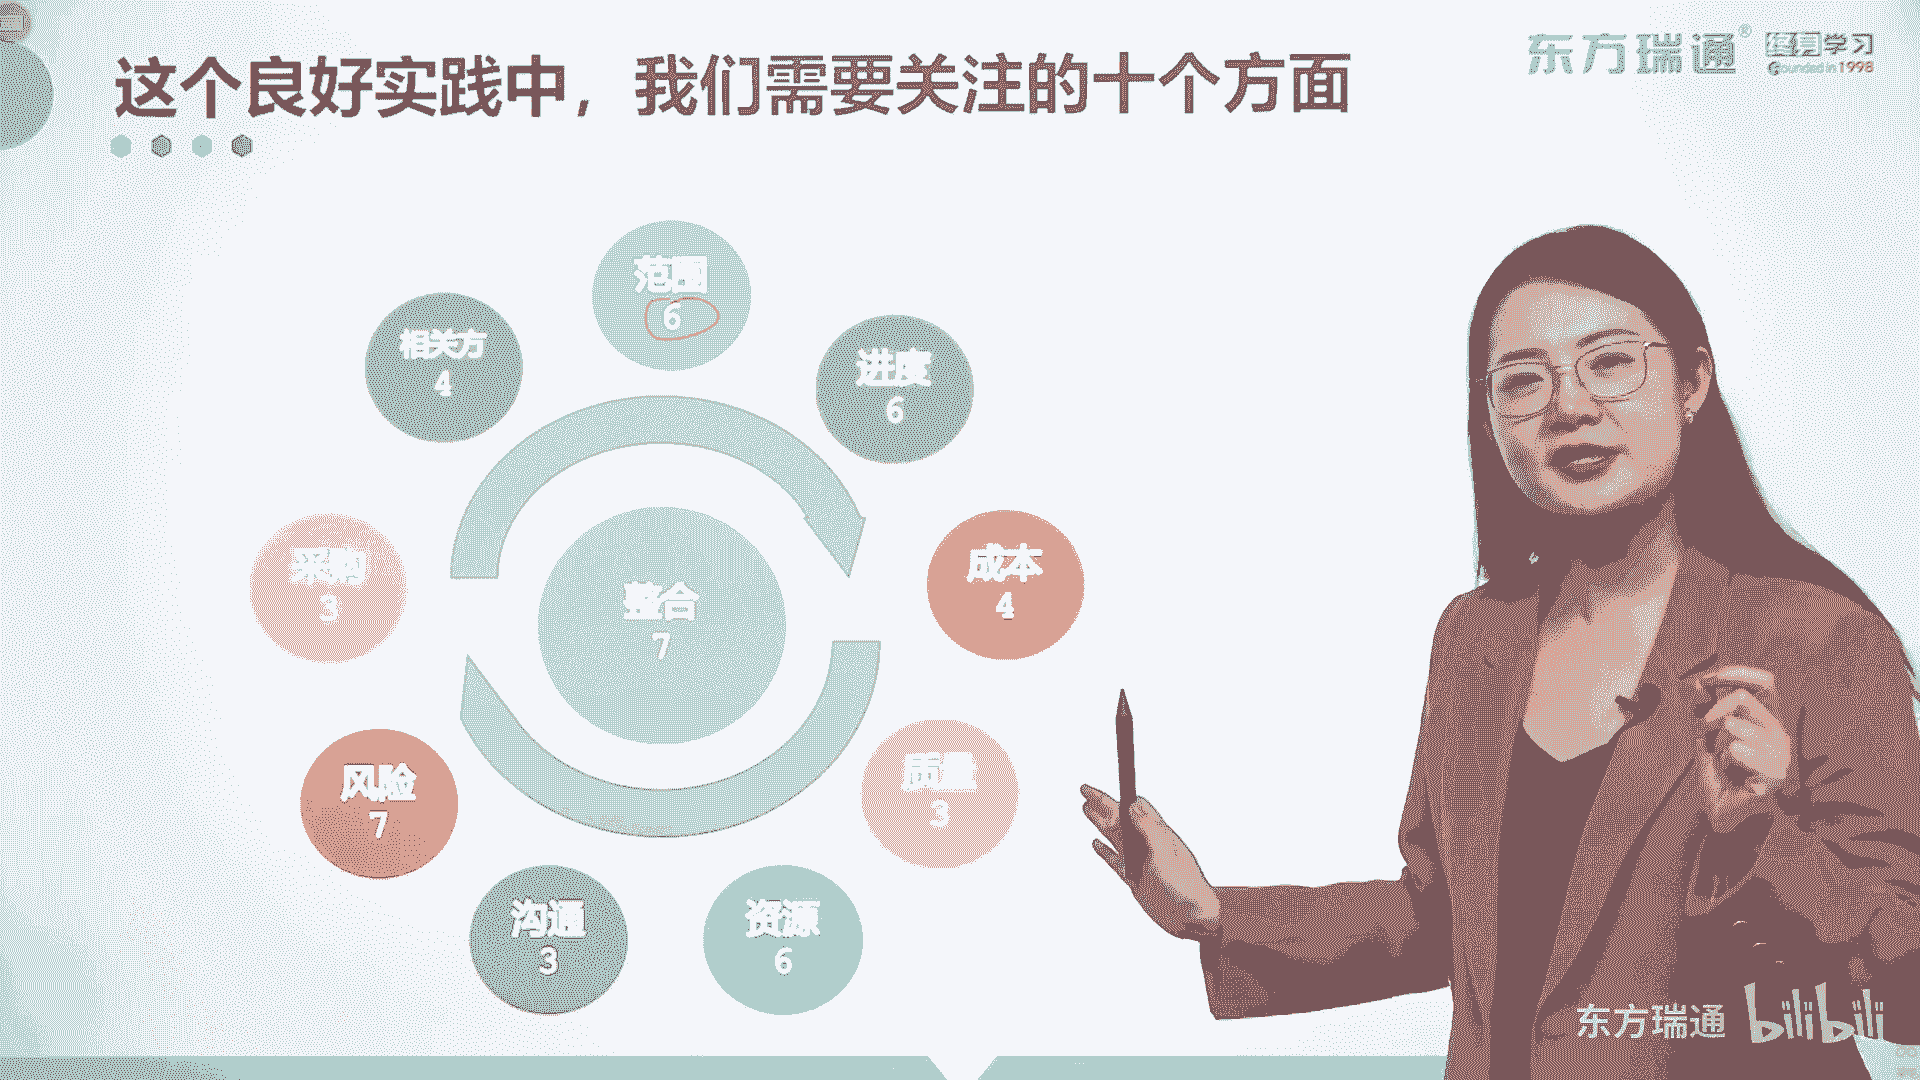 这个良好实践中，我们需要关注的十个方面
东方瑞通®
终身学习
Founded in 1998
范围
6
相关方
4
进度
6
采购
3
整合
7
成本
4
风险
7
质量
3
沟通
3
资源
6
东方瑞通 bilibili